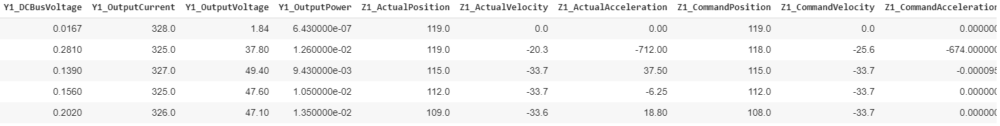 Y1_DCBusVoltage Y1_OutputCurrent Y1_OutputVoltage Y1_OutputPower Z1_ActualPosition Z1_ActualVelocity Z1_ActualAcceleration Z1_CommandPosition Z1_CommandVelocity Z1_CommandAcceleration
0.0167 328.0 1.84 6.430000e-07 119.0 0.0 0.00 119.0 0.0 0.00000
0.2810 325.0 37.80 1.260000e-02 119.0 -20.3 -712.00 118.0 -25.6 -674.00000
0.1390 327.0 49.40 9.430000e-03 115.0 -33.7 37.50 115.0 -33.7 -0.000095
0.1560 325.0 47.60 1.050000e-02 112.0 -33.7 -6.25 112.0 -33.7 0.00000
0.2020 326.0 47.10 1.350000e-02 109.0 -33.6 18.80 108.0 -33.7 0.00000